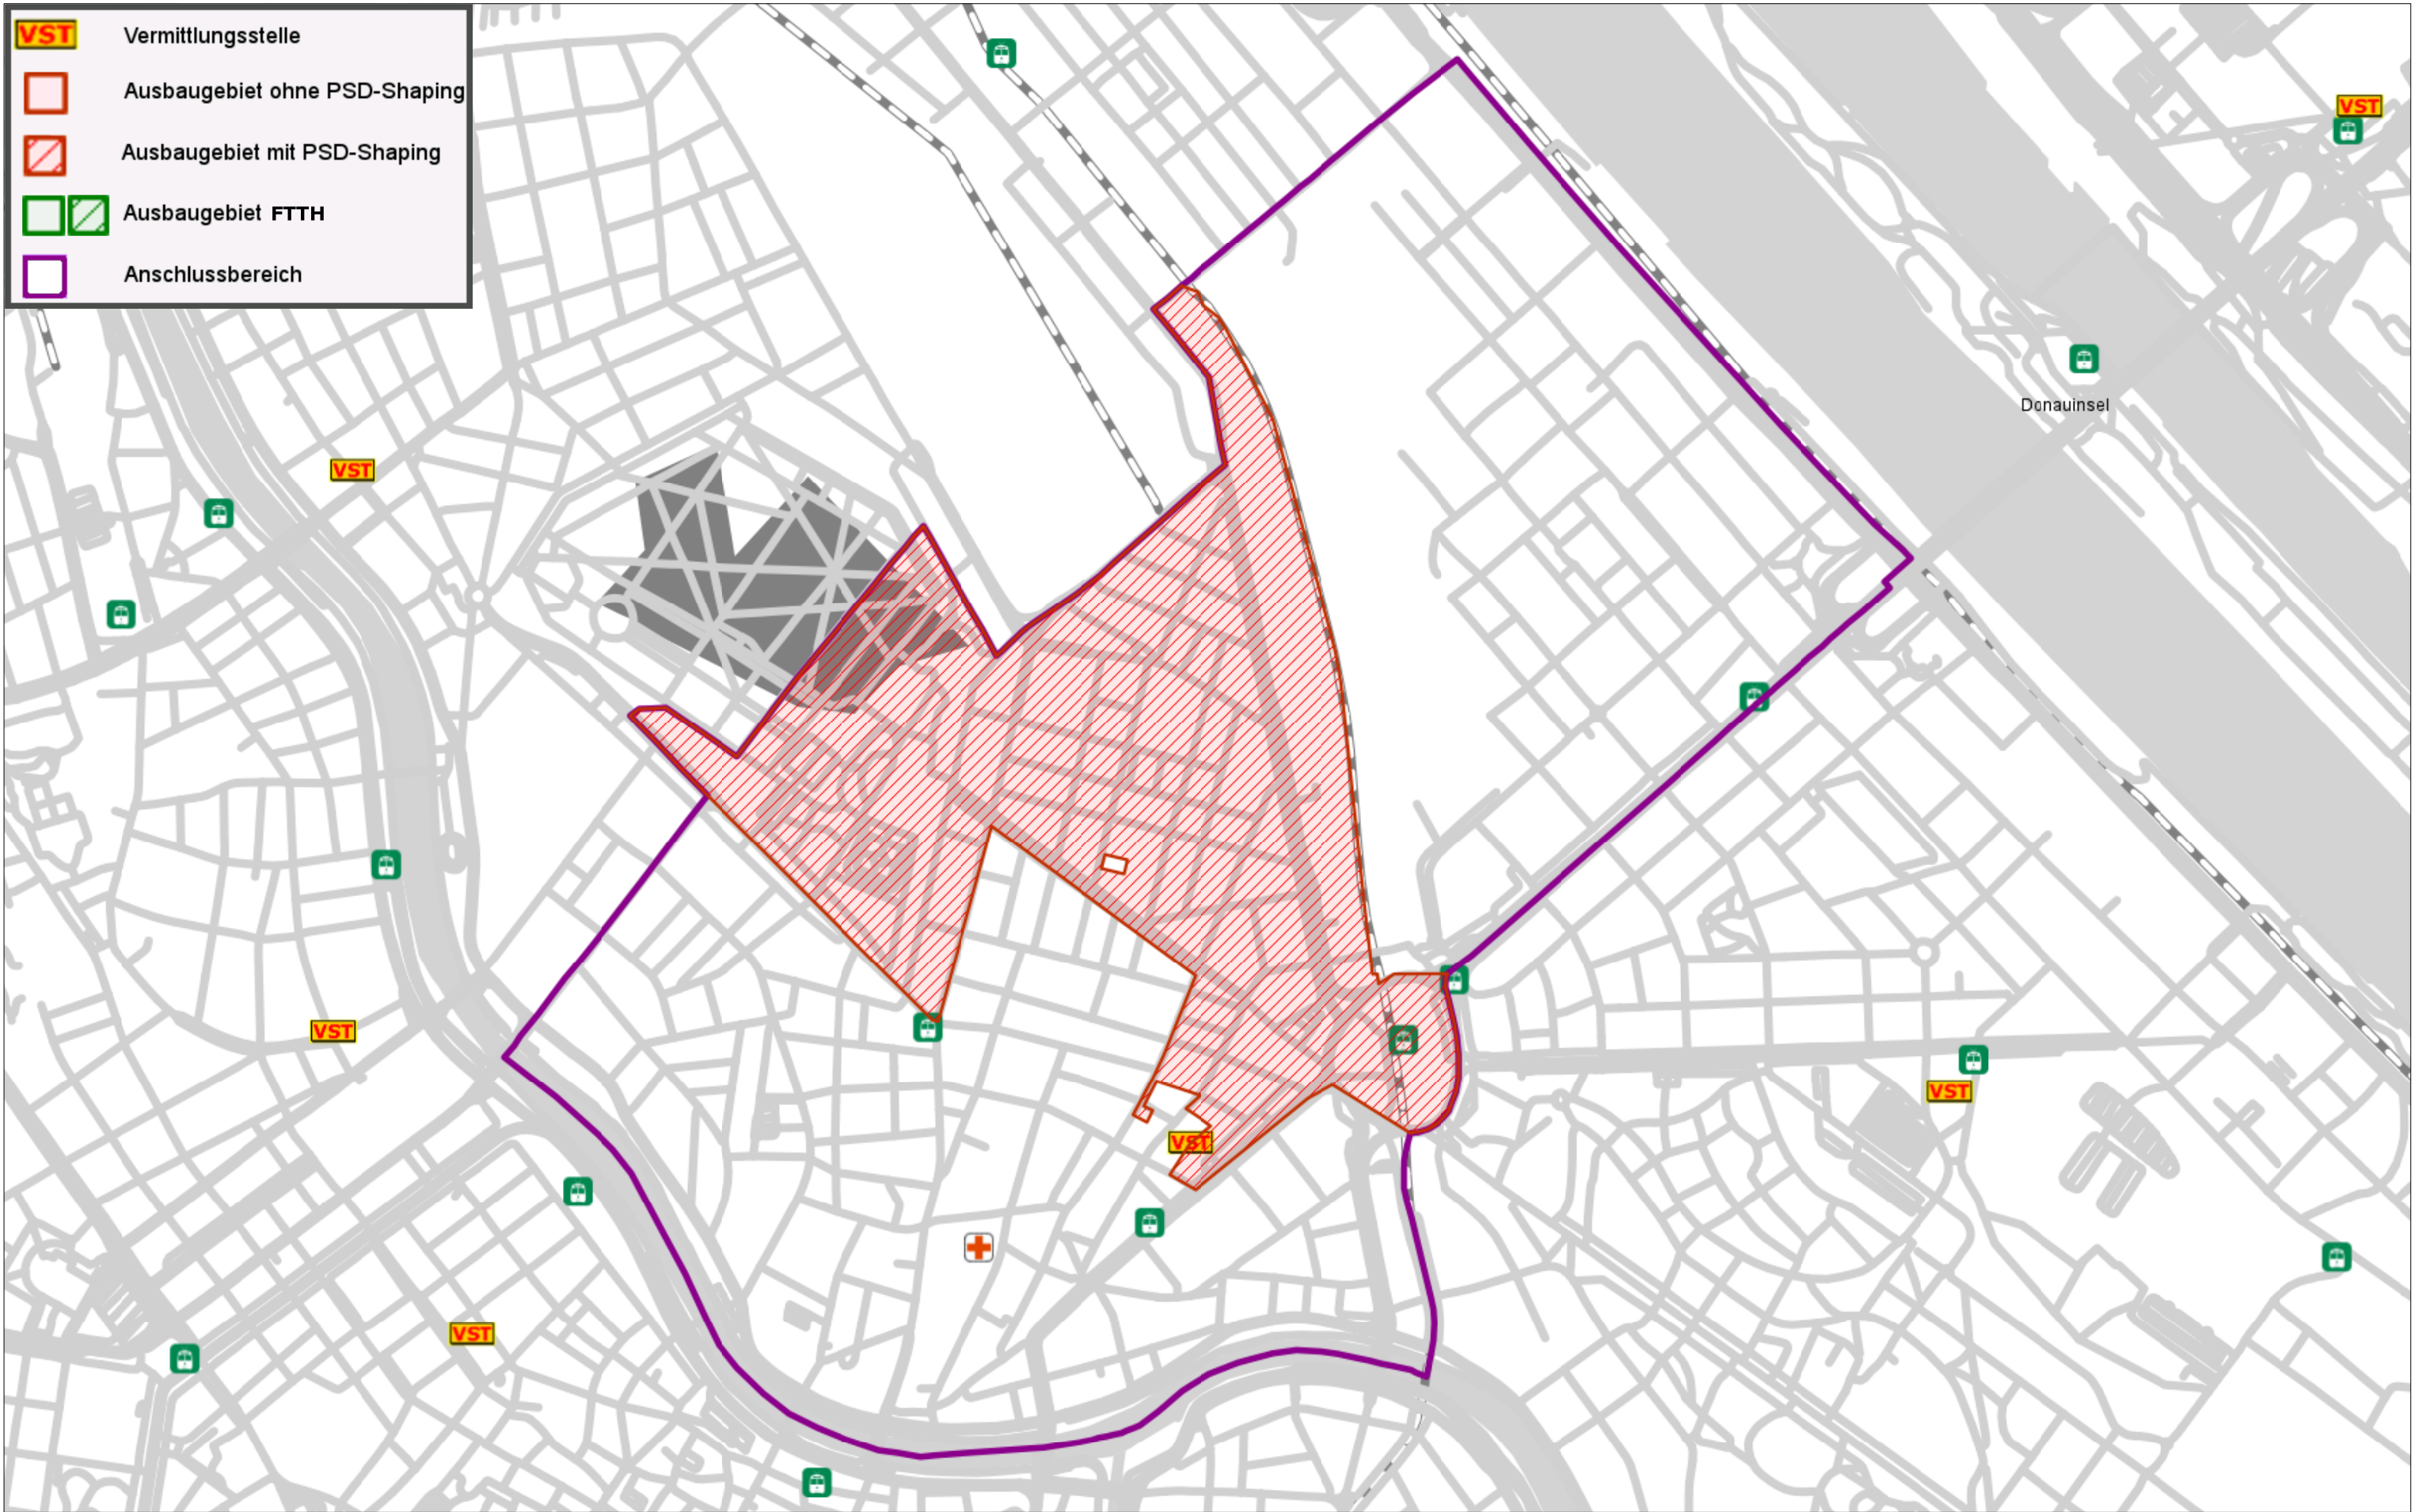 VST Vermittlungsstelle
Ausbaugebiet ohne PSD-Shaping
Ausbaugebiet mit PSD-Shaping
Ausbaugebiet FTTH
Anschlussbereich
VST
Donauinsel
VST
VST
VST
VST
VST